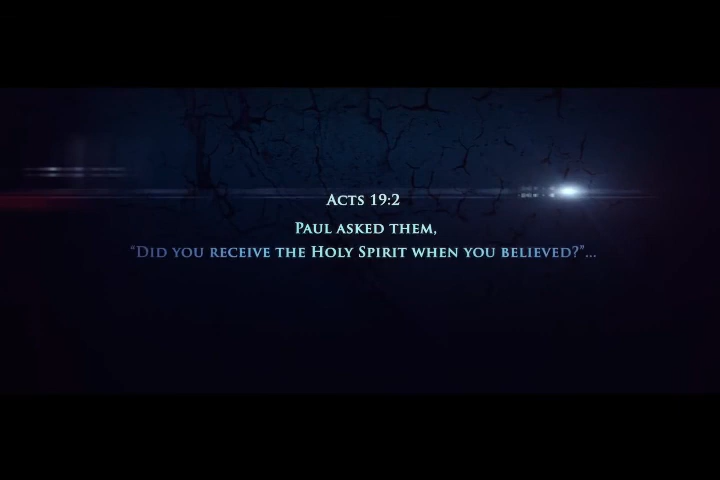 Acts 19:2
Paul asked them,
“Did you receive the Holy Spirit when you believed?”...